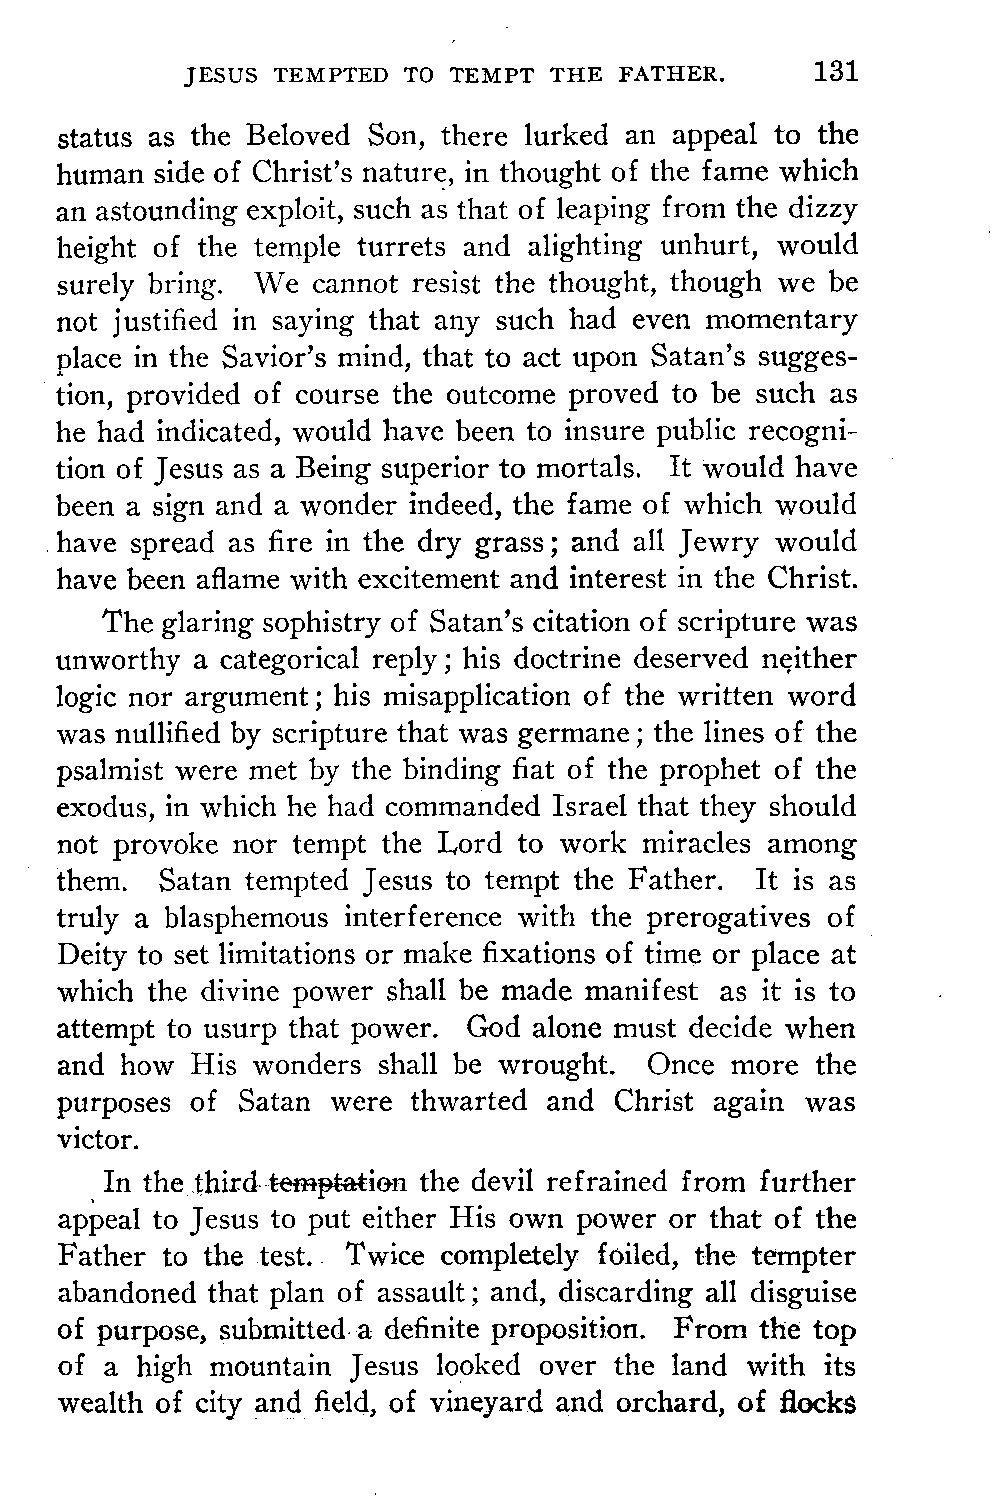 JESUS TEMPTED TO TEMPT THE FATHER. 131
status as the Beloved Son, there lurked an appeal to the
human side of Christ's nature, in thought of the fame which
an astounding exploit, such as that of leaping from the dizzy
height of the temple turrets and alighting unhurt, would
surely bring. We cannot resist the thought, though we be
not justified in saying that any such had even momentary
place in the Savior's mind, that to act upon Satan's sugges-
tion, provided of course the outcome proved to be such as
he had indicated, would have been to insure public recogni-
tion of Jesus as a Being superior to mortals. It would have
been a sign and a wonder indeed, the fame of which would
have spread as fire in the dry grass; and all Jewry would
have been aflame with excitement and interest in the Christ.
The glaring sophistry of Satan's citation of scripture was
unworthy a categorical reply; his doctrine deserved neither
logic nor argument; his misapplication of the written word
was nullified by scripture that was germane; the lines of the
psalmist were met by the binding fiat of the prophet of the
exodus, in which he had commanded Israel that they should
not provoke nor tempt the Lord to work miracles among
them. Satan tempted Jesus to tempt the Father. It is as
truly a blasphemous interference with the prerogatives of
Deity to set limitations or make fixations of time or place at
which the divine power shall be made manifest as it is to
attempt to usurp that power. God alone must decide when
and how His wonders shall be wrought. Once more the
purposes of Satan were thwarted and Christ again was
victor.
In the third temptation the devil refrained from further
appeal to Jesus to put either His own power or that of the
Father to the test. Twice completely foiled, the tempter
abandoned that plan of assault; and, discarding all disguise
of purpose, submitted a definite proposition. From the top
of a high mountain Jesus looked over the land with its
wealth of city and field, of vineyard and orchard, of flocks